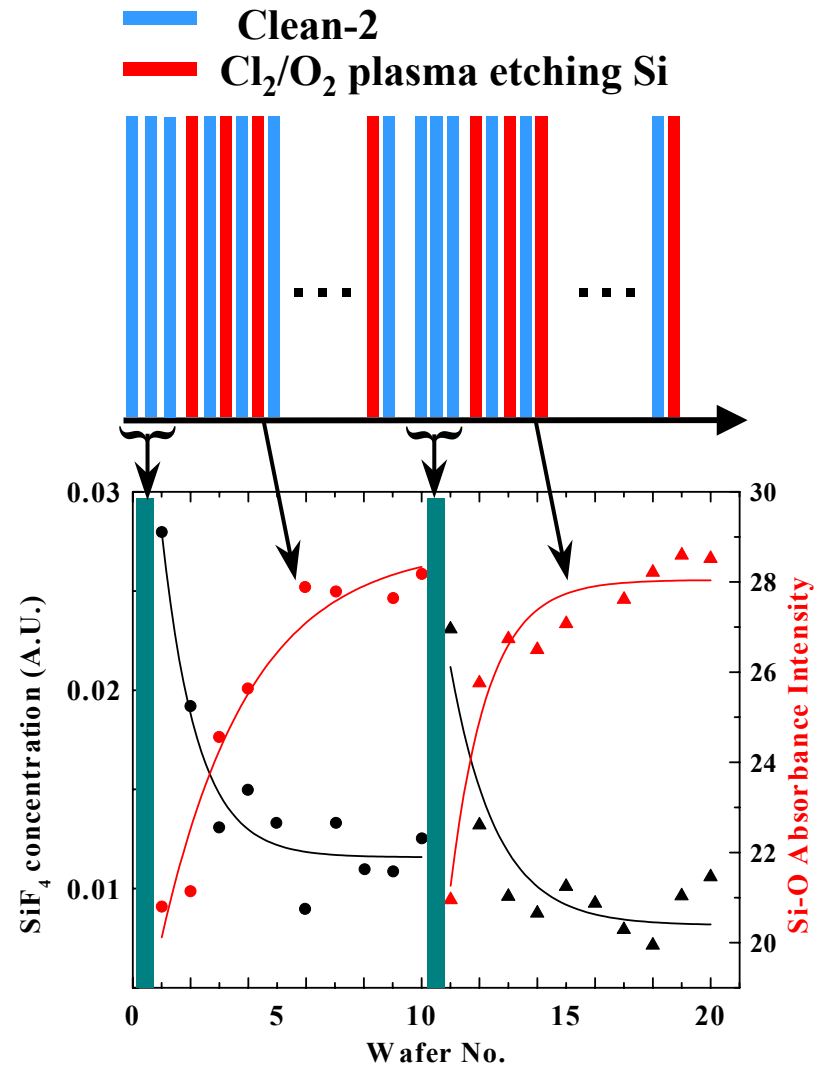 Clean-2
Cl₂/O₂ plasma etching Si
0.03
0.02
0.01
SiF₄ concentration (A.U.)
30
28
26
24
22
20
Si-O Absorbance Intensity
0 5 10 15 20
Wafer No.